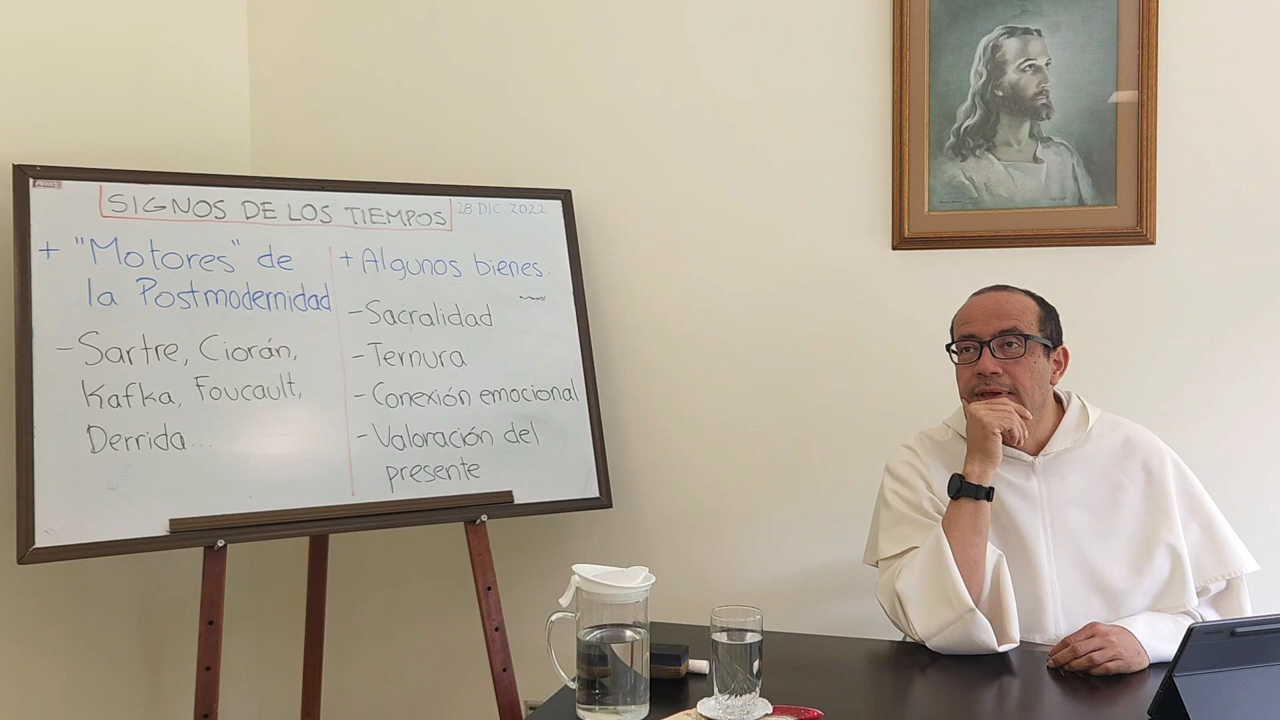 SIGNOS DE LOS TIEMPOS
28 DIC. 2022
+ "Motores" de
la Postmodernidad
- Sartre, Ciorán,
Kafka, Foucault,
Derrida...
+ Algunos bienes:
- Sacralidad
- Ternura
- Conexión emocional
- Valoración del
presente